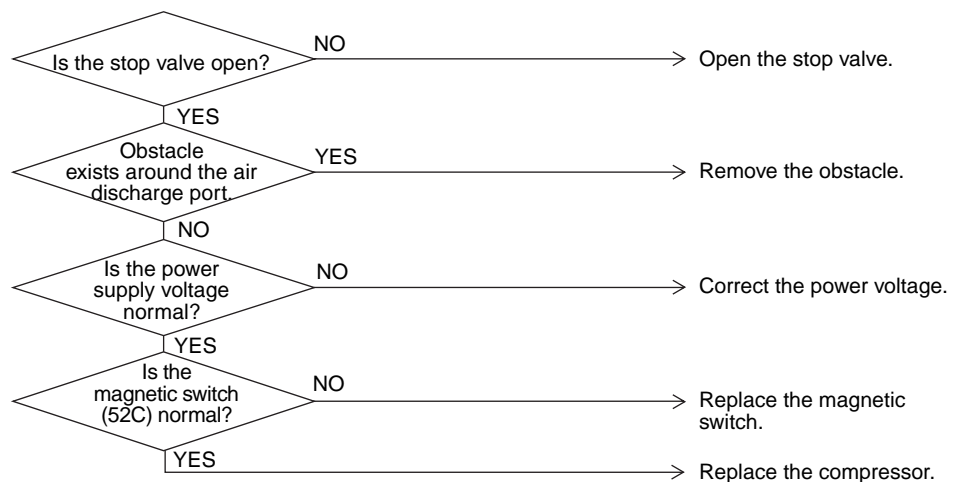 Is the stop valve open?
NO
Open the stop valve.
YES
Obstacle
exists around the air
discharge port.
YES
Remove the obstacle.
NO
Is the power
supply voltage
normal?
NO
Correct the power voltage.
YES
Is the
magnetic switch
(52C) normal?
NO
Replace the magnetic
switch.
YES
Replace the compressor.